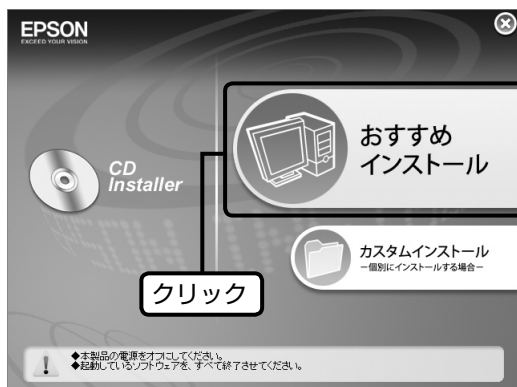 EPSON
EXCEED YOUR VISION
おすすめ
インストール
CD
Installer
カスタムインストール
－個別にインストールする場合－
クリック
◆本製品の電源をオフにしてください。
◆起動しているソフトウェアを、すべて終了させてください。